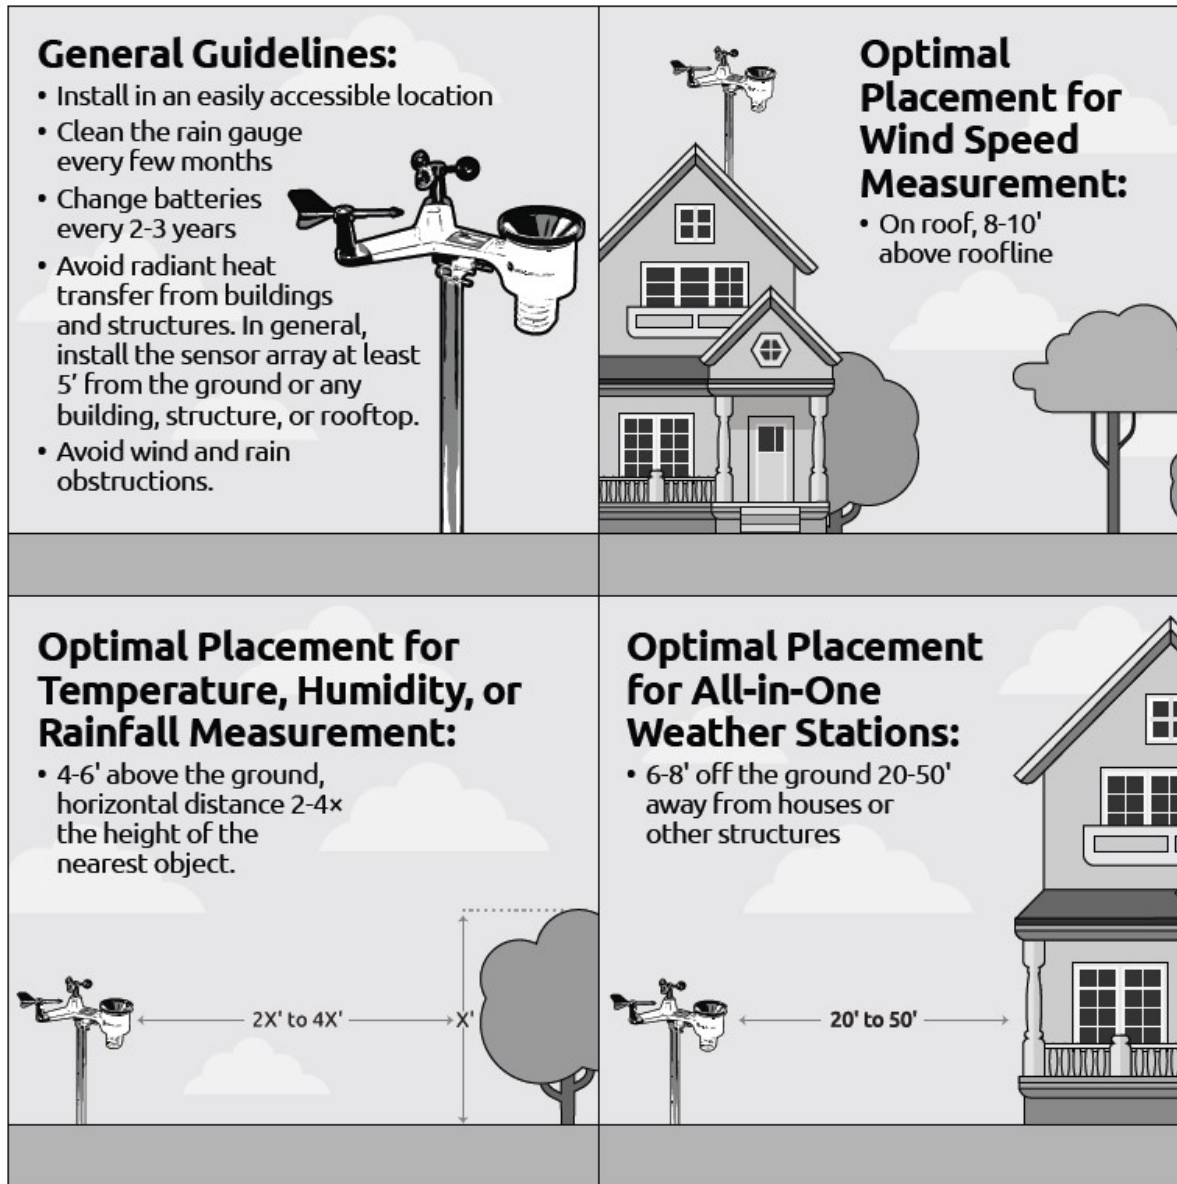 General Guidelines:
• Install in an easily accessible location
• Clean the rain gauge
every few months
• Change batteries
every 2-3 years
• Avoid radiant heat
transfer from buildings
and structures. In general,
install the sensor array at least
5’ from the ground or any
building, structure, or rooftop.
• Avoid wind and rain
obstructions.
Optimal
Placement for
Wind Speed
Measurement:
• On roof, 8-10'
above roofline
Optimal Placement for
Temperature, Humidity, or
Rainfall Measurement:
• 4-6' above the ground,
horizontal distance 2-4×
the height of the
nearest object.
2X' to 4X'
X'
Optimal Placement
for All-in-One
Weather Stations:
• 6-8' off the ground 20-50'
away from houses or
other structures
20' to 50'